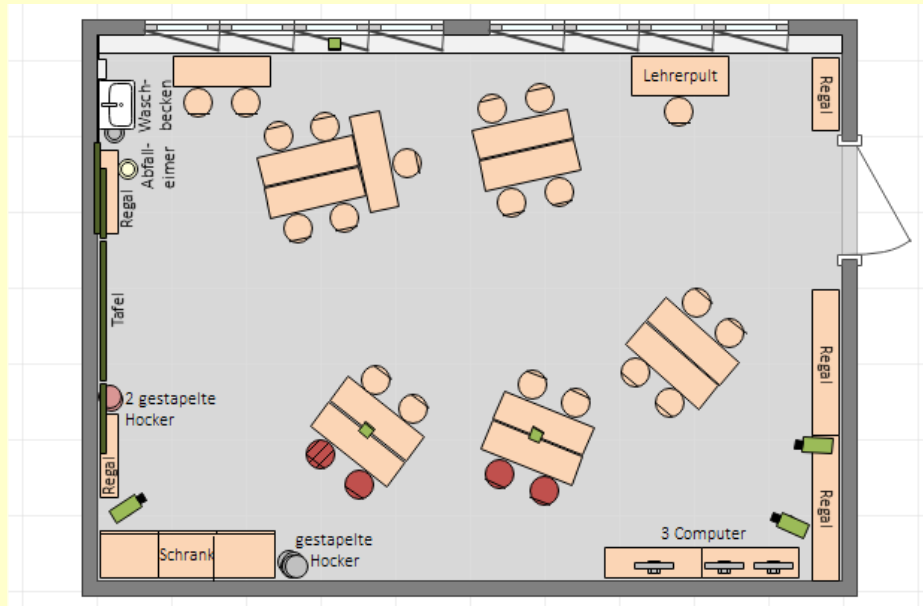 Wasch-
becken
Abfall-
eimer
Regal
Lehrerpult
Regal
Tafel
2 gestapelte
Hocker
Regal
Regal
Regal
Schrank
gestapelte
Hocker
3 Computer